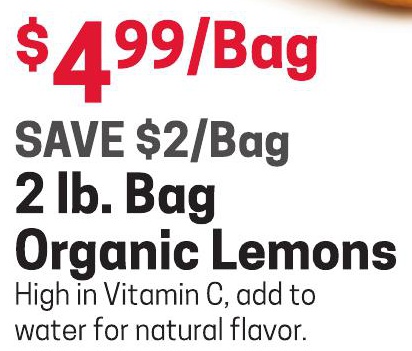 $4.99/Bag
SAVE $2/Bag
2 lb. Bag
Organic Lemons
High in Vitamin C, add to
water for natural flavor.